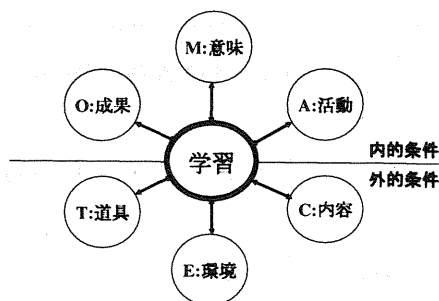 M:意味
O:成果
A:活動
学習
内的条件
外的条件
T:道具
C:内容
E:環境